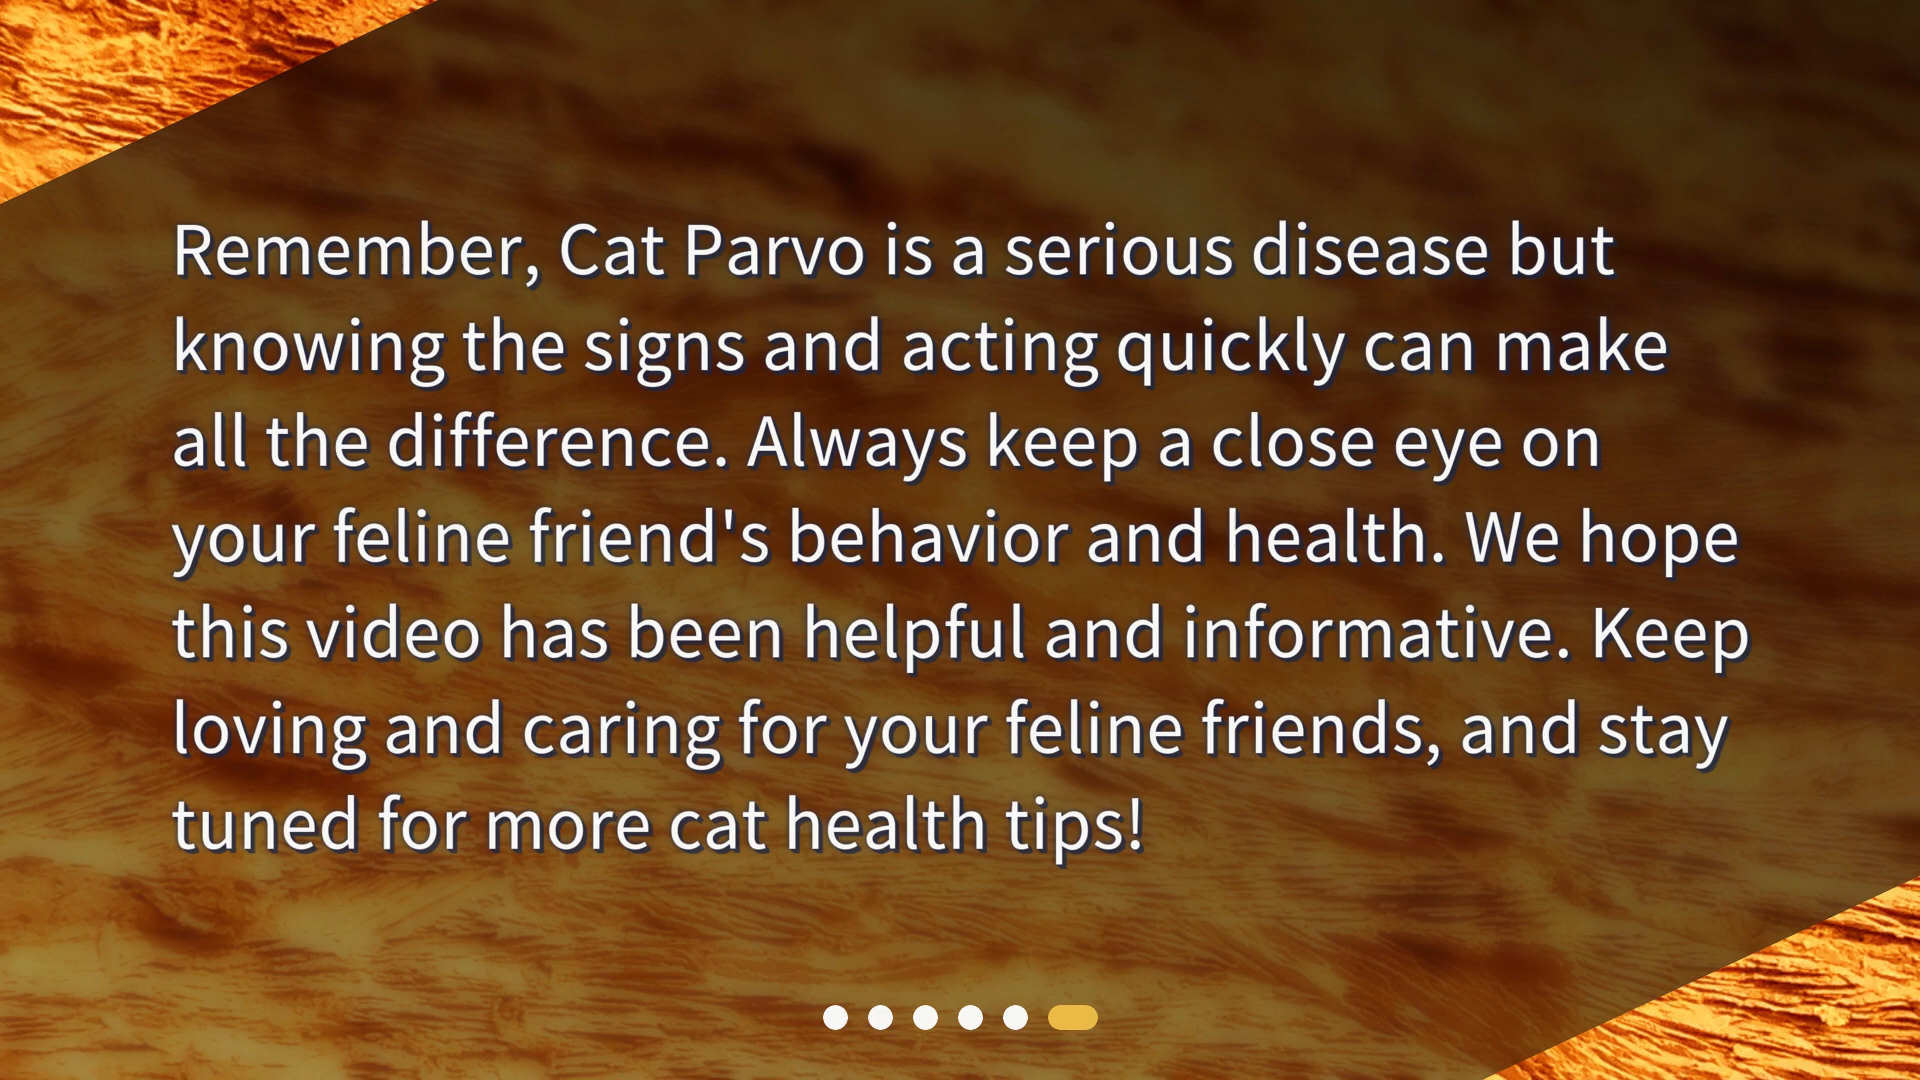 Remember, Cat Parvo is a serious disease but
knowing the signs and acting quickly can make
all the difference. Always keep a close eye on
your feline friend's behavior and health. We hope
this video has been helpful and informative. Keep
loving and caring for your feline friends, and stay
tuned for more cat health tips!